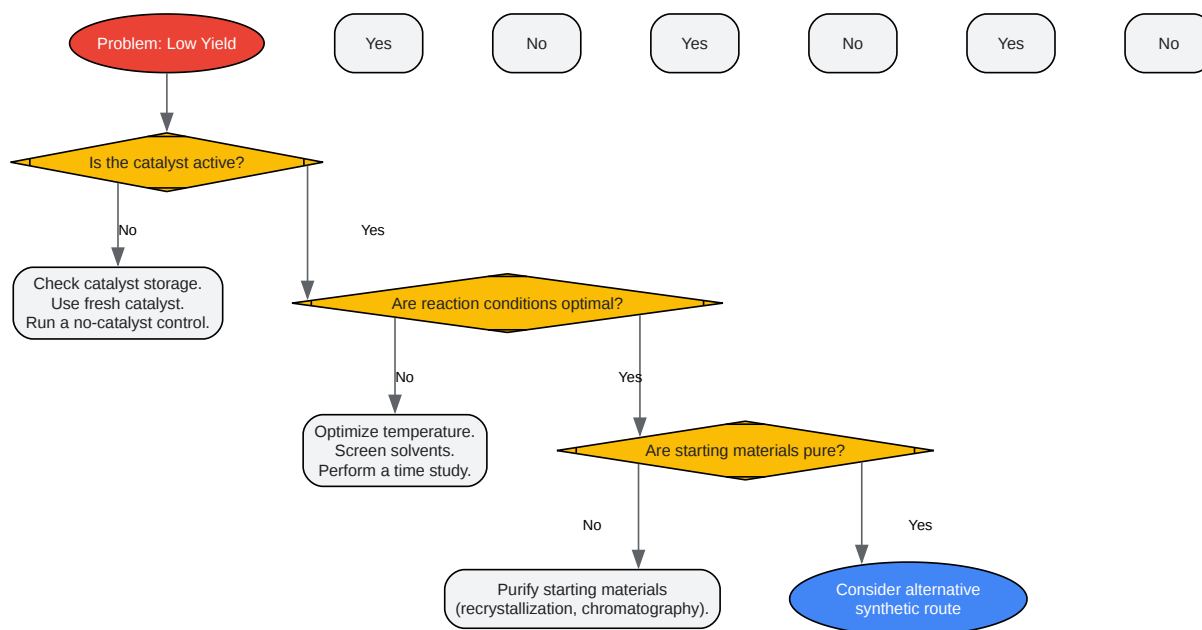 Problem: Low Yield
Yes
No
Yes
No
Yes
No
Is the catalyst active?
No
Yes
Check catalyst storage.
Use fresh catalyst.
Run a no-catalyst control.
Are reaction conditions optimal?
No
Yes
Optimize temperature.
Screen solvents.
Perform a time study.
Are starting materials pure?
No
Yes
Purify starting materials
(recrystallization, chromatography).
Consider alternative
synthetic route